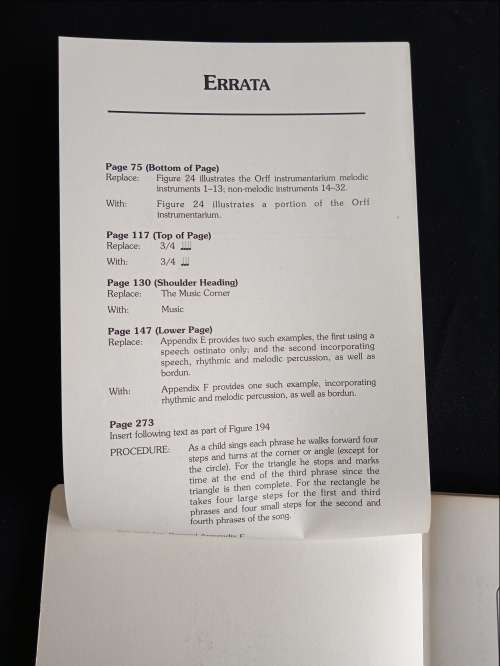 ERRATA
Page 75 (Bottom of Page)
Replace: Figure 24 illustrates the Orff instrumentarium melodic
instruments 1–13; non-melodic instruments 14–32.
With: Figure 24 illustrates a portion of the Orff
instrumentarium.
Page 117 (Top of Page)
Replace: 3/4
With: 3/4
Page 130 (Shoulder Heading)
Replace: The Music Corner
With: Music
Page 147 (Lower Page)
Replace: Appendix E provides two such examples, the first using a
speech ostinato only; and the second incorporating
speech, rhythmic and melodic percussion, as well as
bordun.
With: Appendix F provides one such example, incorporating
rhythmic and melodic percussion, as well as bordun.
Page 273
Insert following text as part of Figure 194
PROCEDURE: As a child sings each phrase he walks forward four
steps and turns at the corner or angle (except for
the circle). For the triangle he stops and marks
time at the end of the third phrase since the
triangle is then complete. For the rectangle he
takes four large steps for the first and third
phrases and four small steps for the second and
fourth phrases of the song.